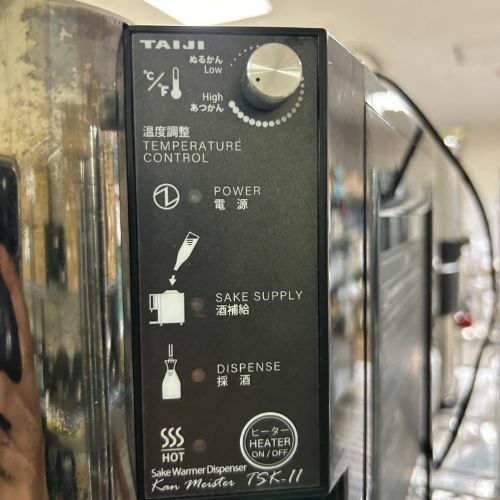 TAIJI
ぬるかん
Low
°C/°F
High
あつかん
温度調整
TEMPERATURE
CONTROL
POWER
電 源
SAKE SUPPLY
酒補給
DISPENSE
採 酒
HOT
ヒーター
HEATER
ON / OFF
Sake Warmer Dispenser
Kan Meister TSK-11